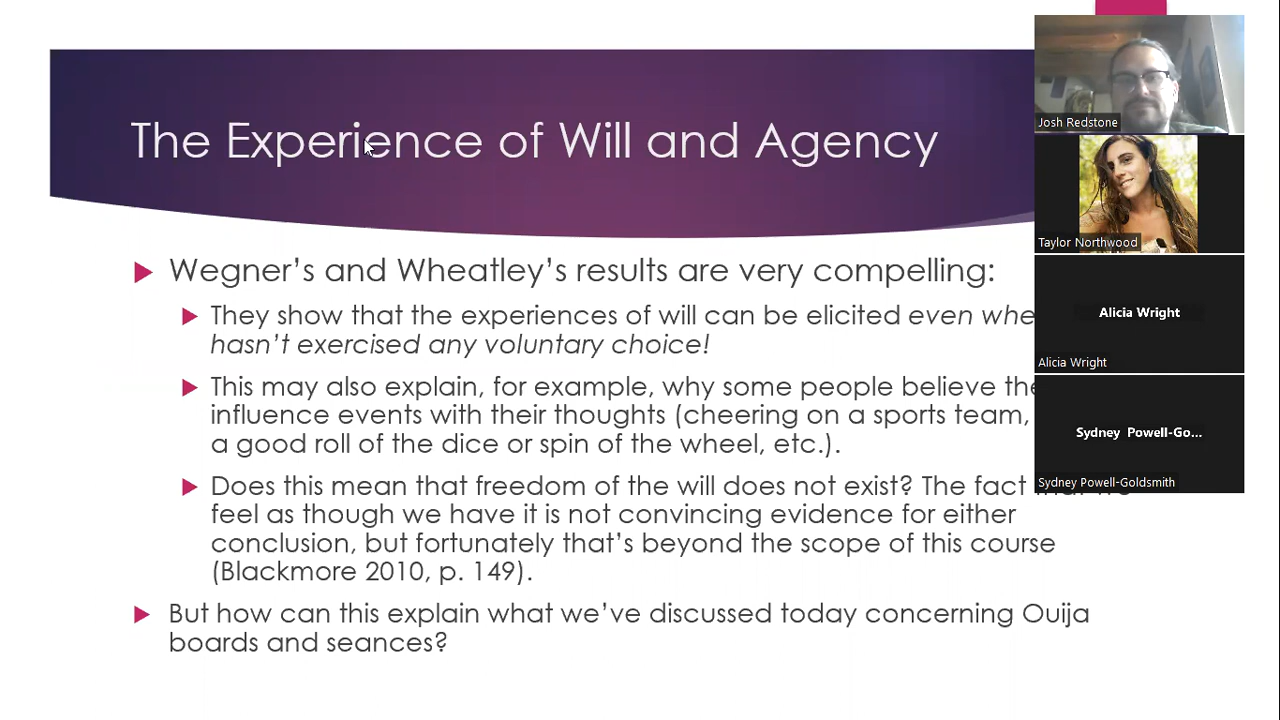 The Experience of Will and Agency
Wegner's and Wheatley's results are very compelling:
They show that the experiences of will can be elicited even
hasn't exercised any voluntary choice!
This may also explain, for example, why some people believe
influence events with their thoughts (cheering on a sports team,
a good roll of the dice or spin of the wheel, etc.).
Does this mean that freedom of the will does not exist? The fact
feel as though we have it is not convincing evidence for either
conclusion, but fortunately that's beyond the scope of this course
(Blackmore 2010, p. 149).
But how can this explain what we've discussed today concerning Ouija
boards and seances?
Josh Redstone
Taylor Northwood
Alicia Wright
Alicia Wright
Sydney Powell-Go...
Sydney Powell-Goldsmith